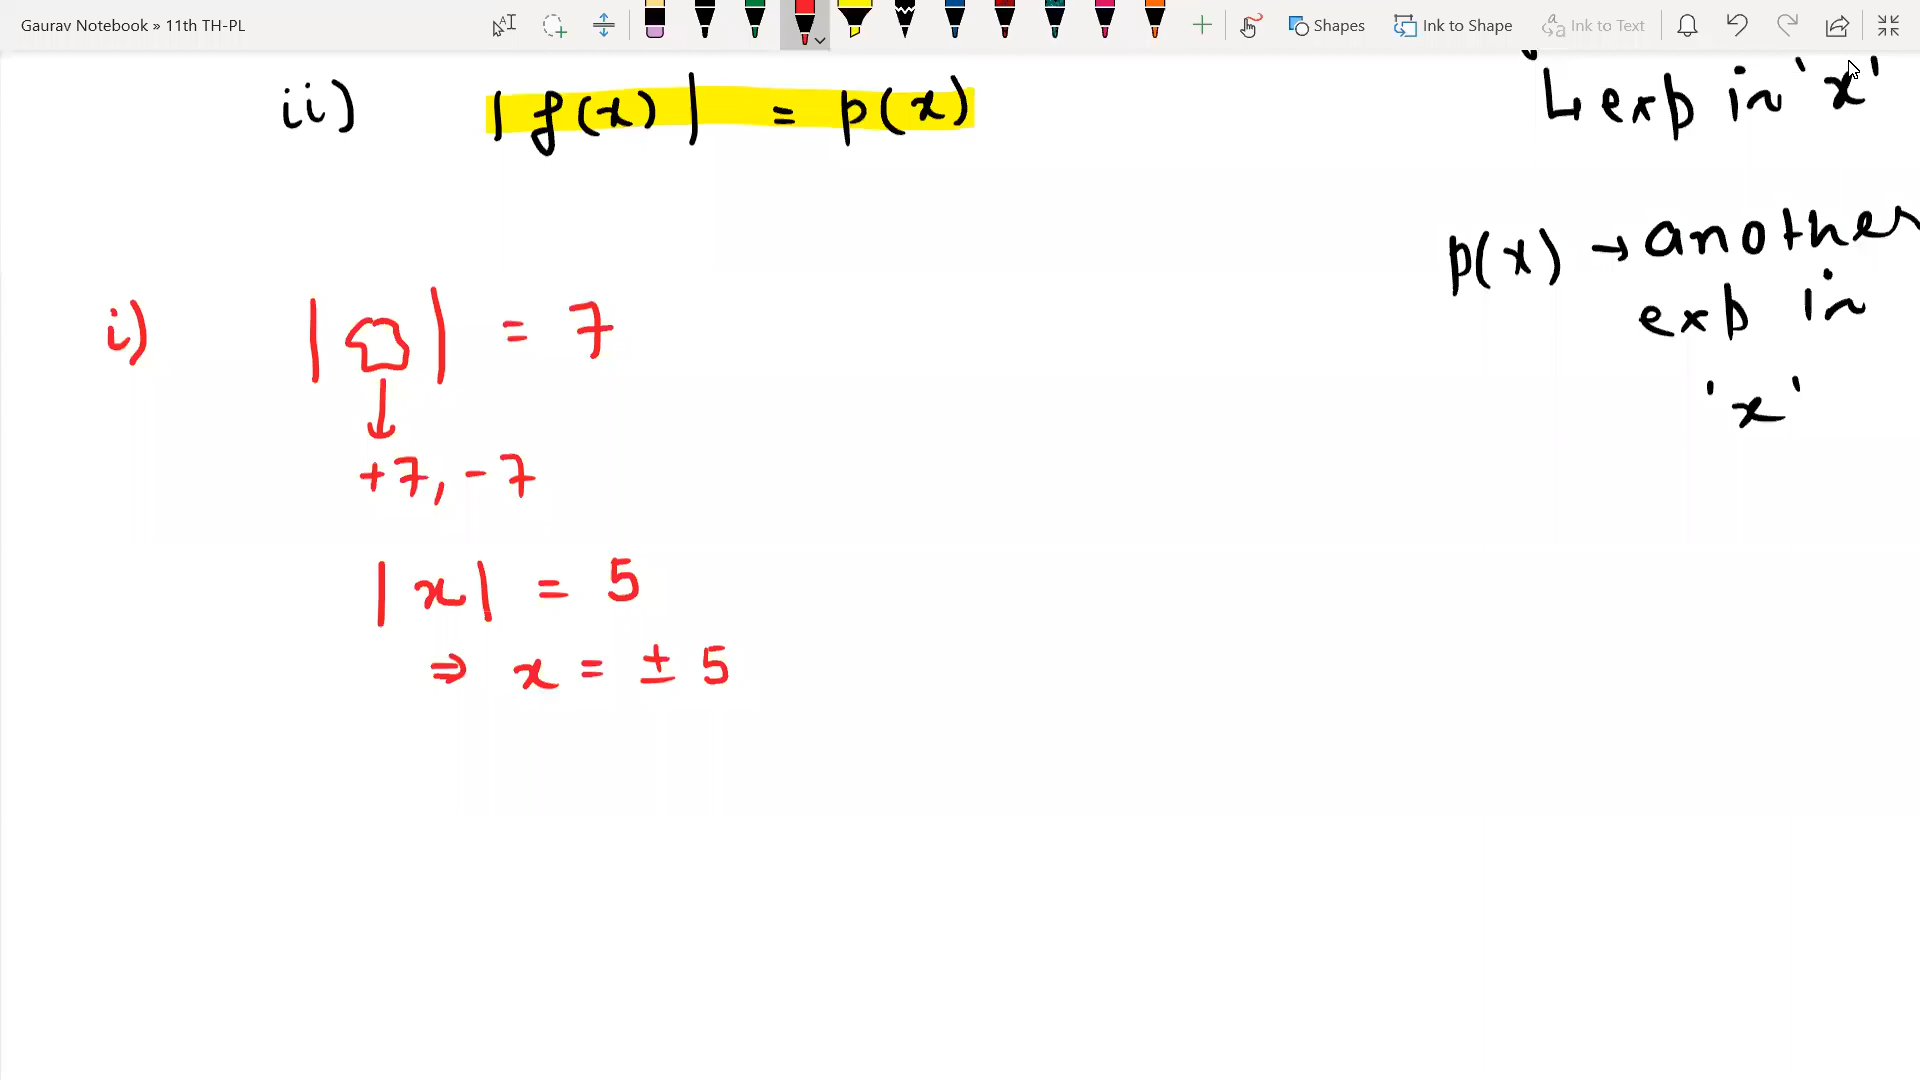 Gaurav Notebook » 11th TH-PL
Shapes
Ink to Shape
Ink to Text
ii) |f(x)| = p(x)
↳ exp in 'x'
p(x) → another
exp in
'x'
i) | | = 7
↓
+7, -7
|x| = 5
⇒ x = ± 5